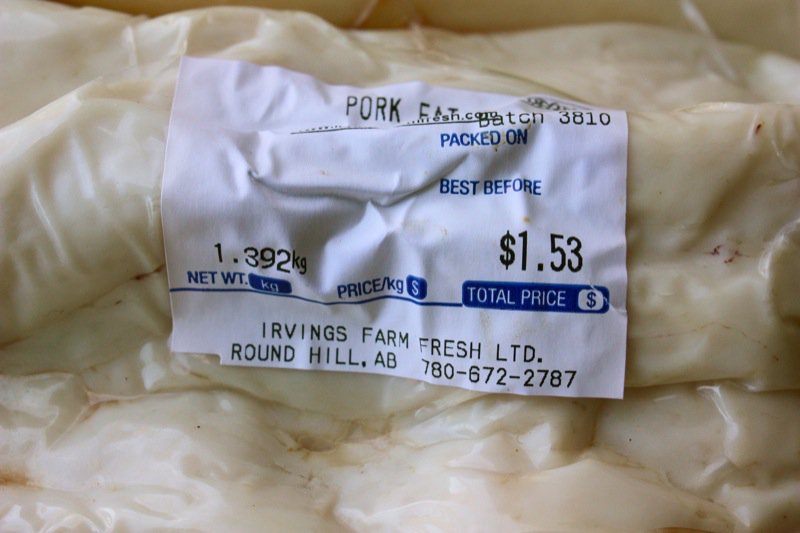 PORK FAT
Batch 3810
PACKED ON
BEST BEFORE
1.392kg
$1.53
NET WT. kg
PRICE/kg $
TOTAL PRICE $
IRVINGS FARM FRESH LTD.
ROUND HILL, AB 780-672-2787